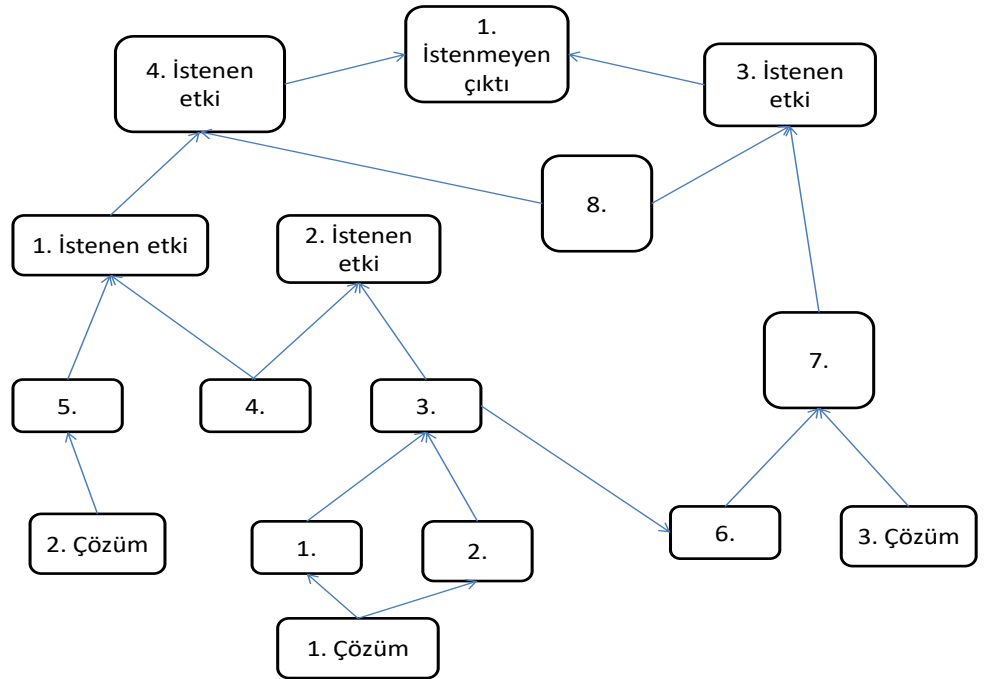 1.
İstenmeyen
çıktı
4. İstenen
etki
3. İstenen
etki
8.
1. İstenen etki
2. İstenen
etki
7.
5.
4.
3.
2. Çözüm
1.
2.
6.
3. Çözüm
1. Çözüm